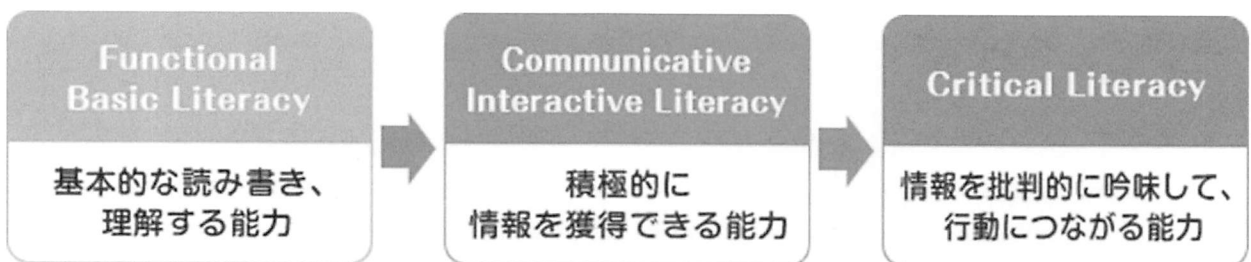 Functional
Basic Literacy
基本的な読み書き、
理解する能力
Communicative
Interactive Literacy
積極的に
情報を獲得できる能力
Critical Literacy
情報を批判的に吟味して、
行動につながる能力